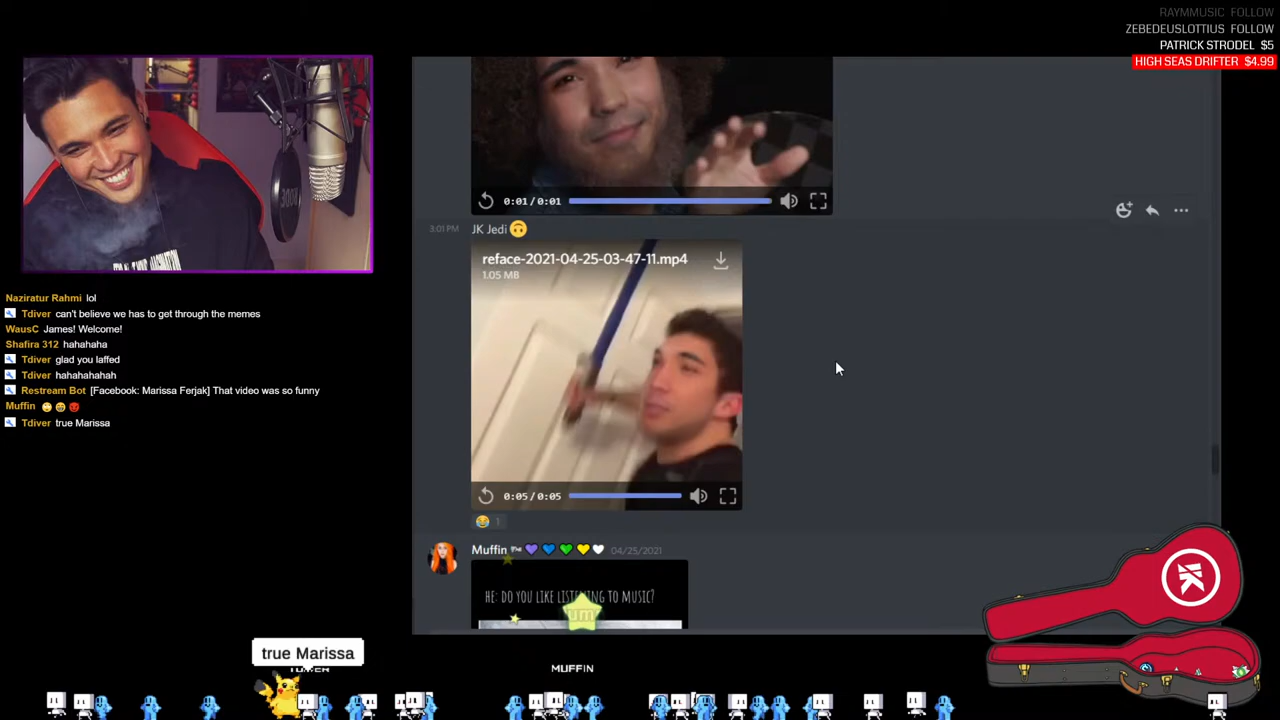 RAYMMUSIC FOLLOW
ZEBEDEUSLOTTIUS FOLLOW
PATRICK STRODEL $5
HIGH SEAS DRIFTER $4.99
0:01/0:01
3:01 PM JK Jedi
reface-2021-04-25-03-47-11.mp4
1.05 MB
Naziratur Rahmi lol
Tdiver can't believe we has to get through the memes
WausC James! Welcome!
Shafira 312 hahahaha
Tdiver glad you laffed
Tdiver hahahahahah
Restream Bot [Facebook: Marissa Ferjak] That video was so funny
Muffin
Tdiver true Marissa
0:05/0:05
1
Muffin 04/25/2021
HE: DO YOU LIKE LISTENING TO MUSIC?
true Marissa
MUFFIN